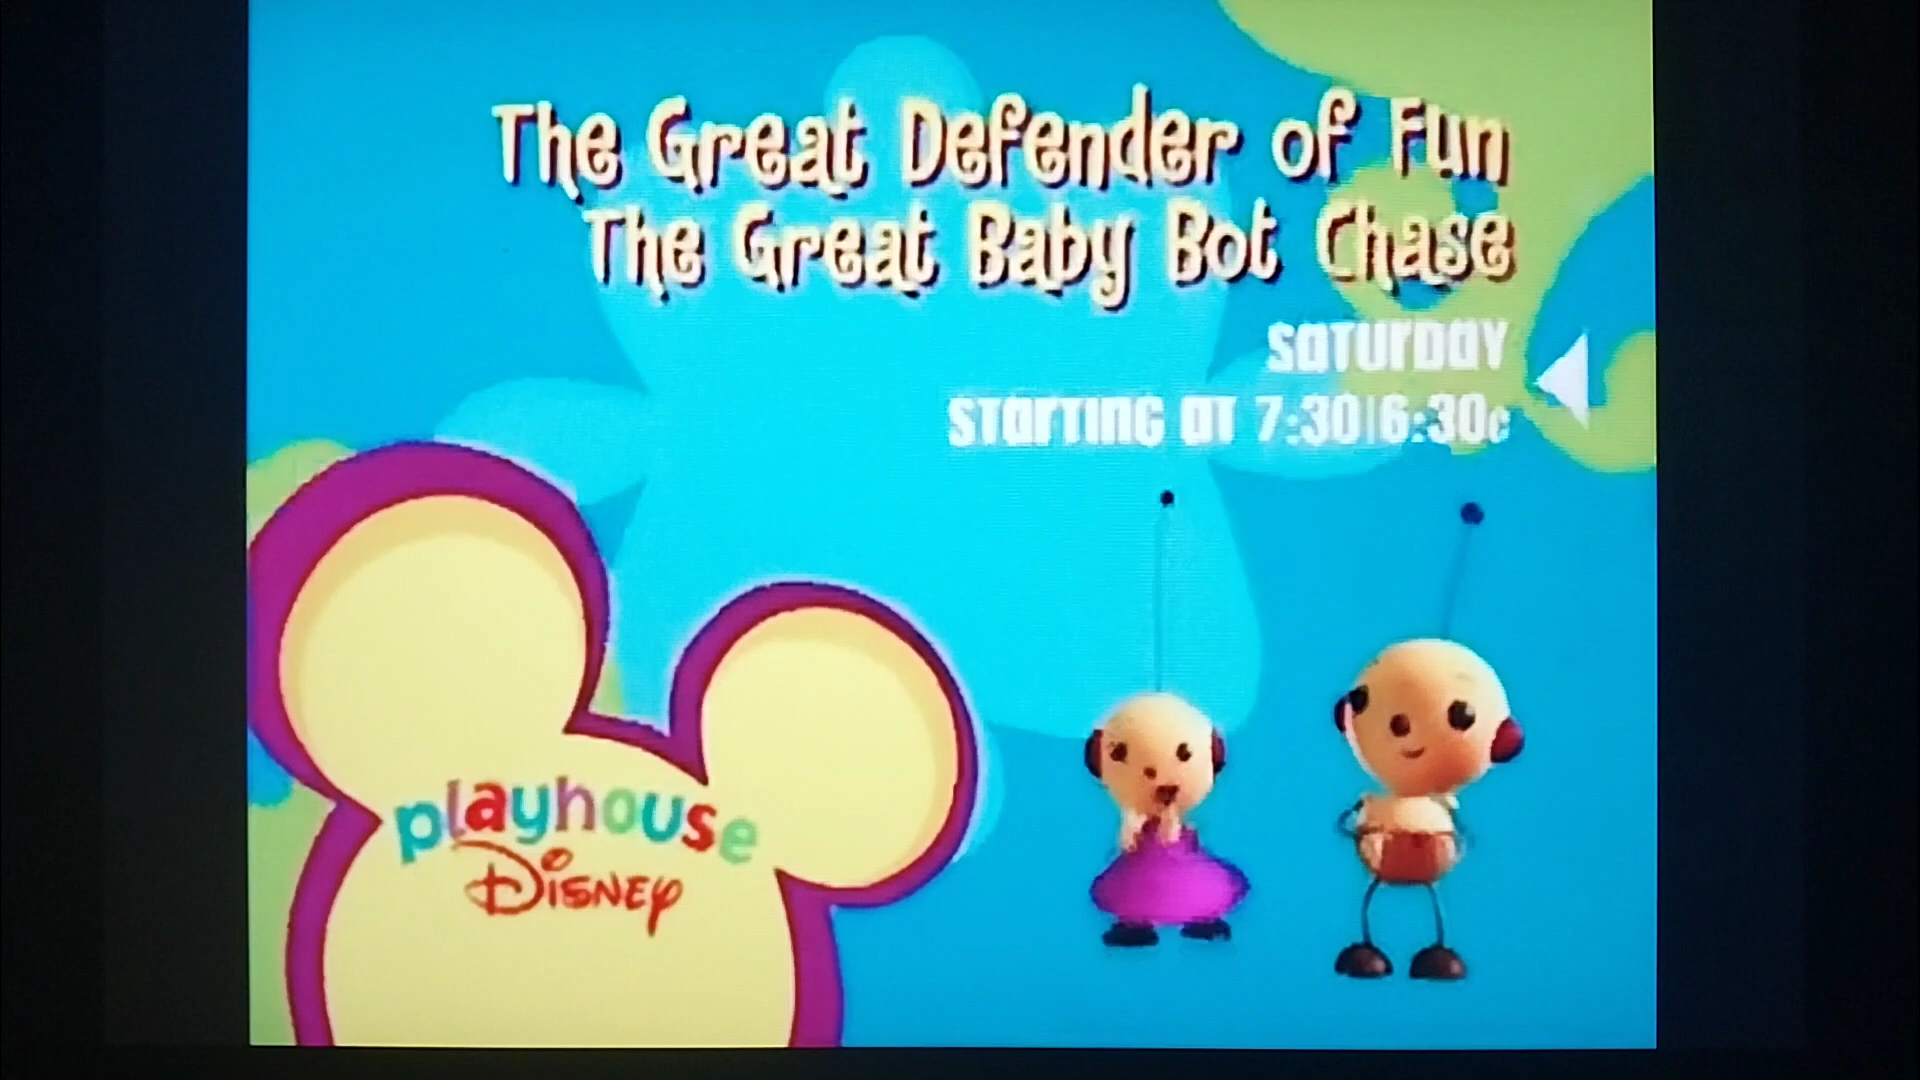 The Great Defender of Fun
The Great Baby Bot Chase
Saturday
Starting at 7:30|6:30c
playhouse
Disney